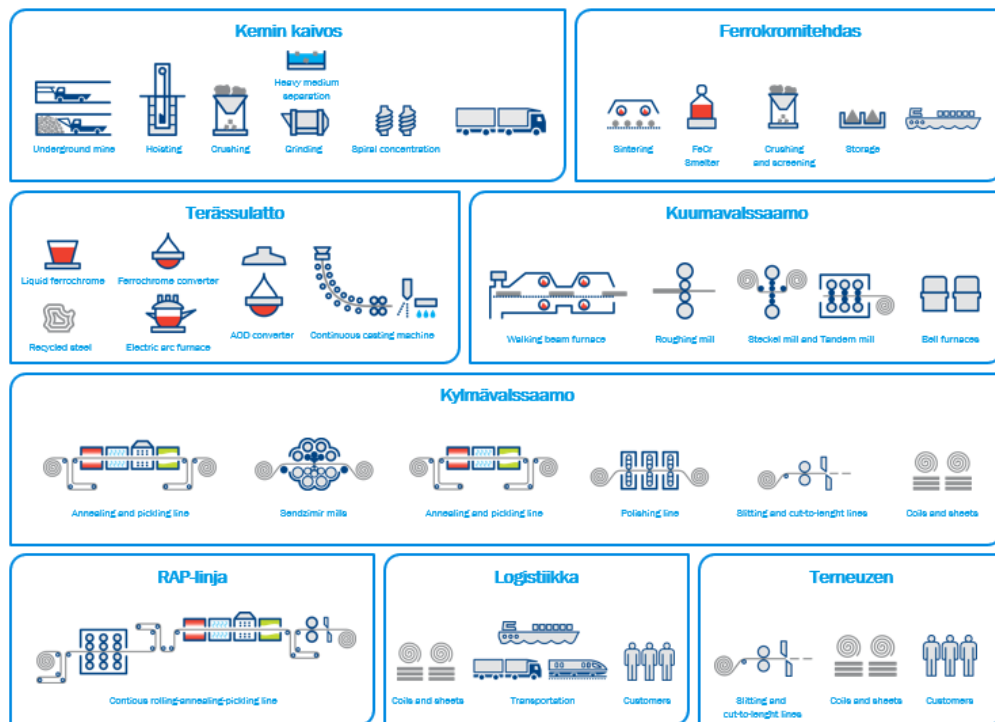 Kemin kaivos
Heavy medium
separation
Underground mine
Hoisting
Crushing
Grinding
Spiral concentration
Ferrokromitehdas
Sintering
FeCr
Smelter
Crushing
and screening
Storage
Terässulatto
Liquid ferrochrome
Ferrochrome converter
Recycled steel
Electric arc furnace
AOD converter
Continuous casting machine
Kuumavalssaamo
Walking beam furnace
Roughing mill
Steckel mill and Tandem mill
Bell furnaces
Kylmävalssaamo
Annealing and pickling line
Sendzimir mills
Annealing and pickling line
Polishing line
Slitting and cut-to-lenght lines
Coils and sheets
RAP-linja
Contious rolling-annealing-pickling line
Logistiikka
Coils and sheets
Transportation
Customers
Terneuzen
Slitting and
cut-to-lenght lines
Coils and sheets
Customers